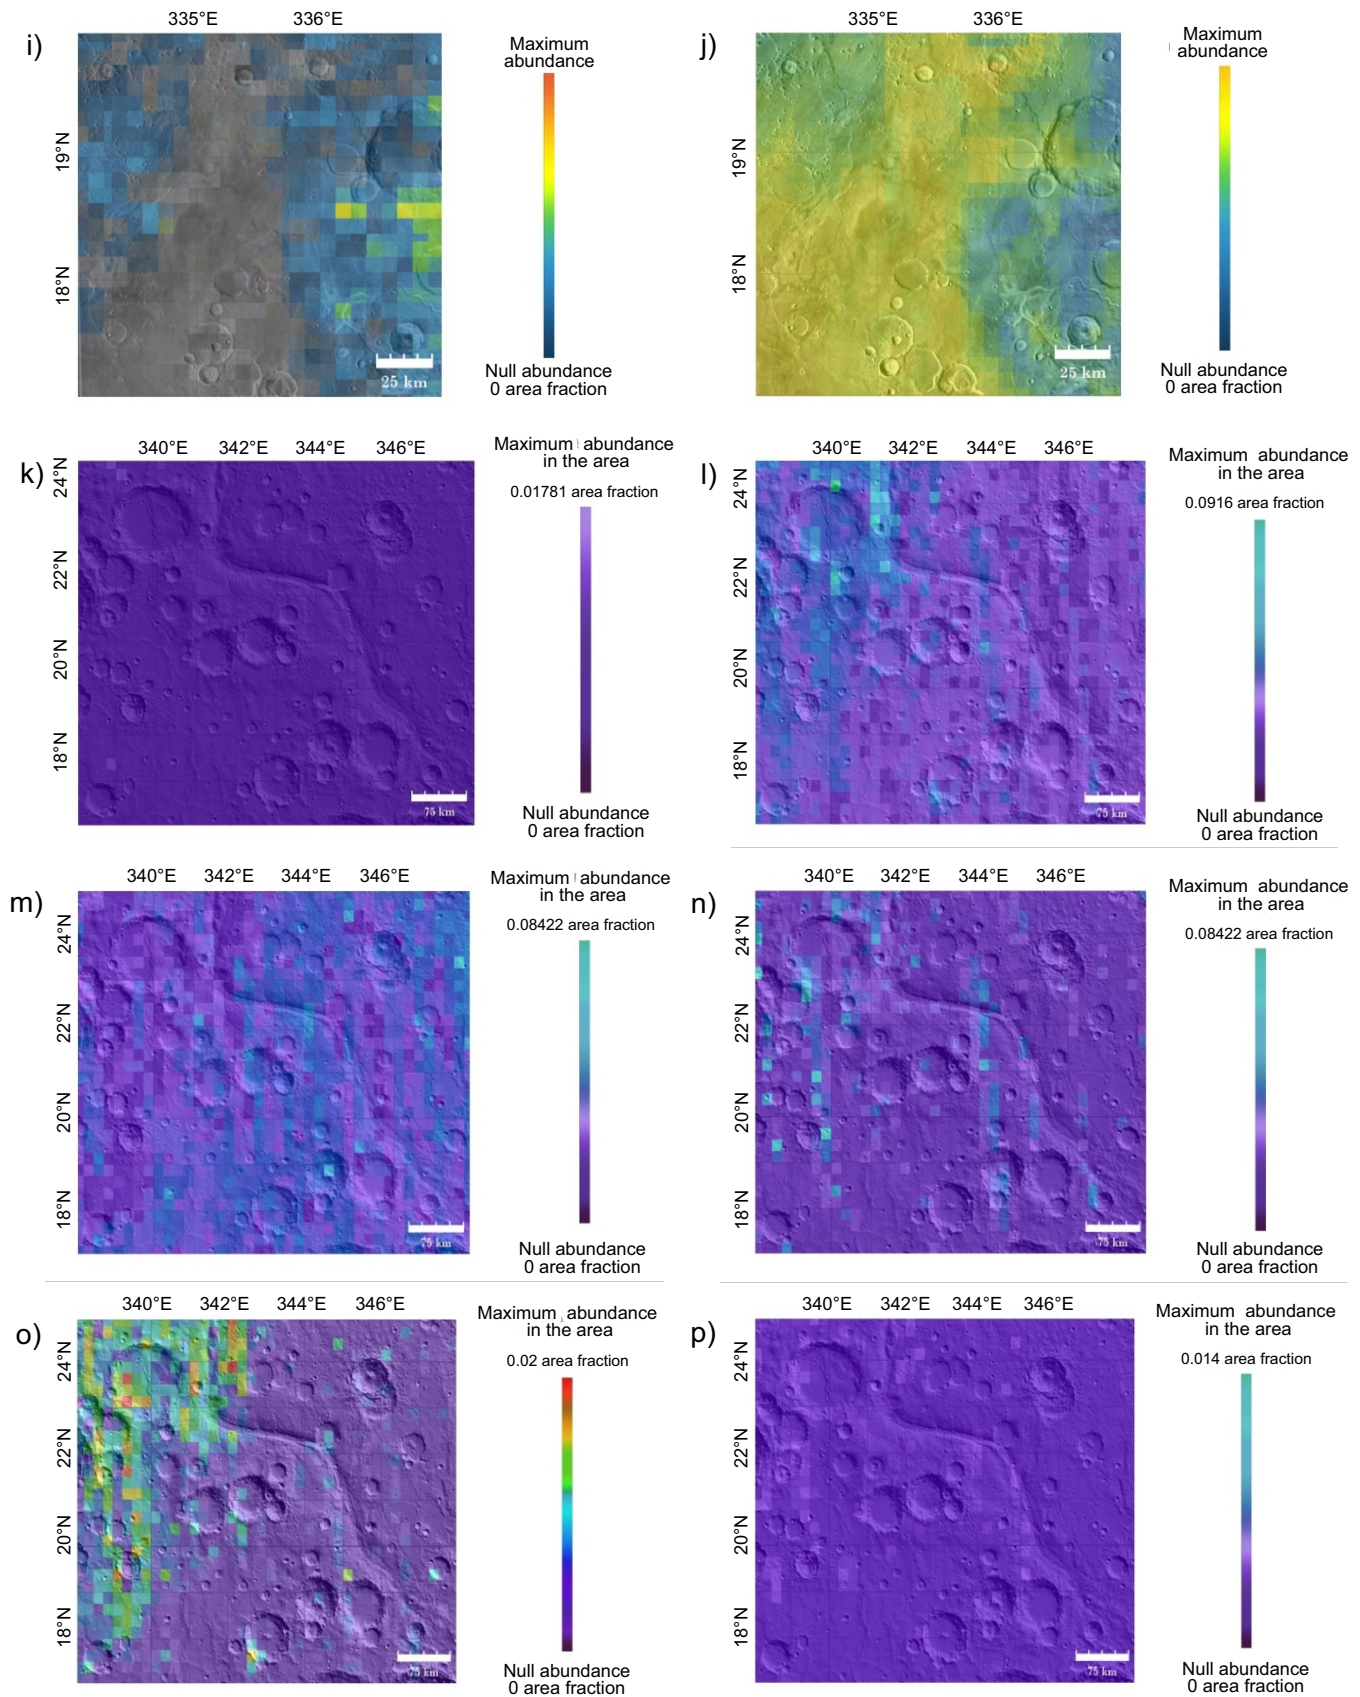 335°E 336°E
i)
Maximum
abundance
19°N
18°N
25 km
Null abundance
0 area fraction
335°E 336°E
j)
Maximum
abundance
19°N
18°N
25 km
Null abundance
0 area fraction
340°E 342°E 344°E 346°E
k)
Maximum abundance
in the area
0.01781 area fraction
24°N
22°N
20°N
18°N
75 km
Null abundance
0 area fraction
340°E 342°E 344°E 346°E
l)
Maximum abundance
in the area
0.0916 area fraction
24°N
22°N
20°N
18°N
75 km
Null abundance
0 area fraction
340°E 342°E 344°E 346°E
m)
Maximum abundance
in the area
0.08422 area fraction
24°N
22°N
20°N
18°N
75 km
Null abundance
0 area fraction
340°E 342°E 344°E 346°E
n)
Maximum abundance
in the area
0.08422 area fraction
24°N
22°N
20°N
18°N
75 km
Null abundance
0 area fraction
340°E 342°E 344°E 346°E
o)
Maximum abundance
in the area
0.02 area fraction
24°N
22°N
20°N
18°N
75 km
Null abundance
0 area fraction
340°E 342°E 344°E 346°E
p)
Maximum abundance
in the area
0.014 area fraction
24°N
22°N
20°N
18°N
75 km
Null abundance
0 area fraction